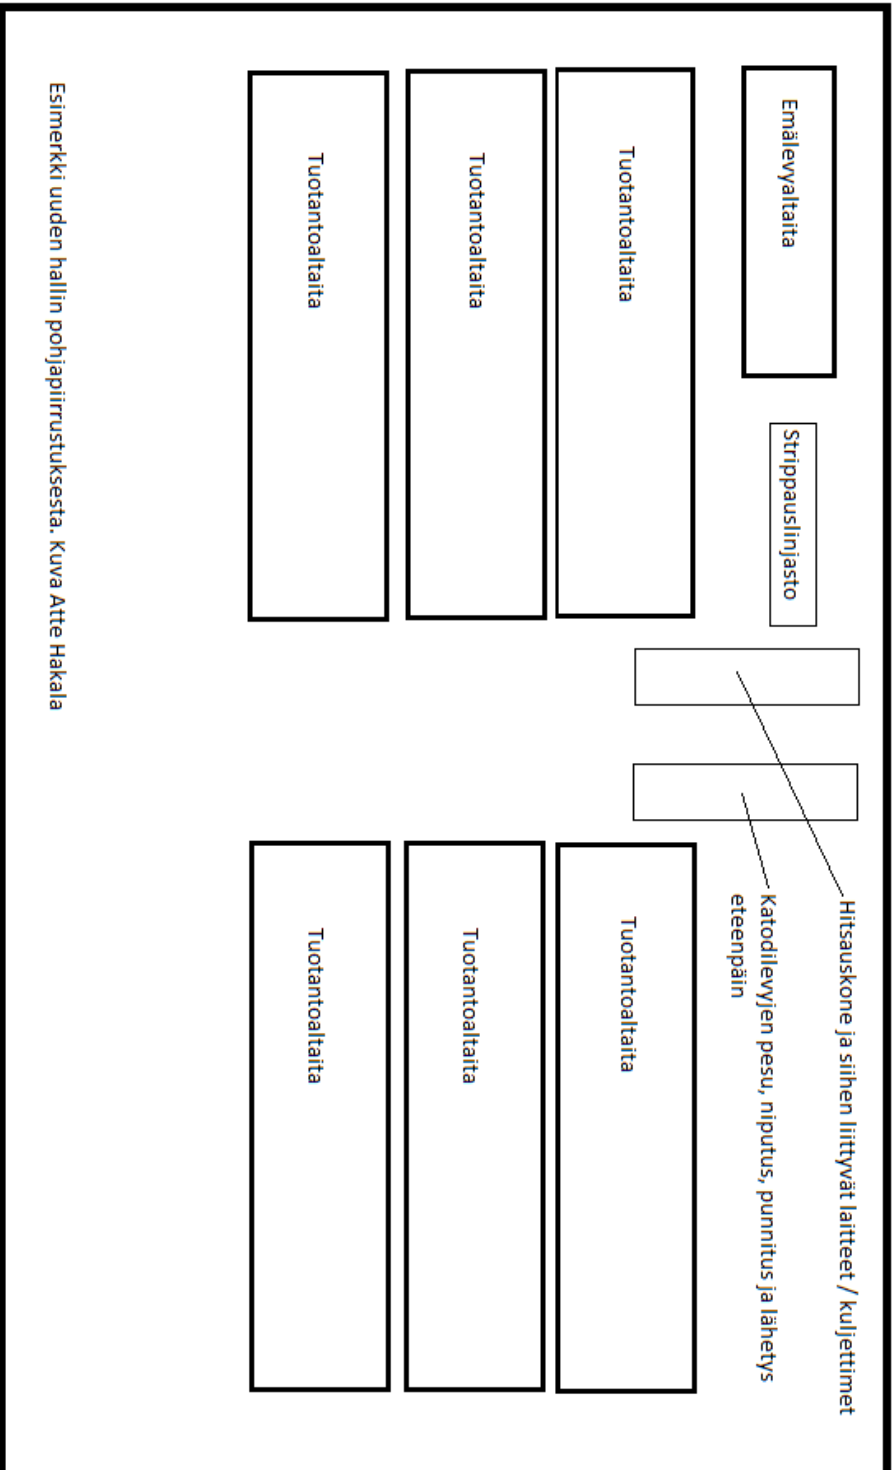 Hitsauskone ja siihen liittyvät laitteet / kuljettimet
Emälevyaltaita
Strippauslinjasto
Katodilevyjen pesu, niputus, punnitus ja lähetys
eteenpäin
Tuotantoaltaita
Tuotantoaltaita
Tuotantoaltaita
Tuotantoaltaita
Tuotantoaltaita
Tuotantoaltaita
Esimerkki uuden hallin pohjapiirrustuksesta. Kuva Atte Hakala